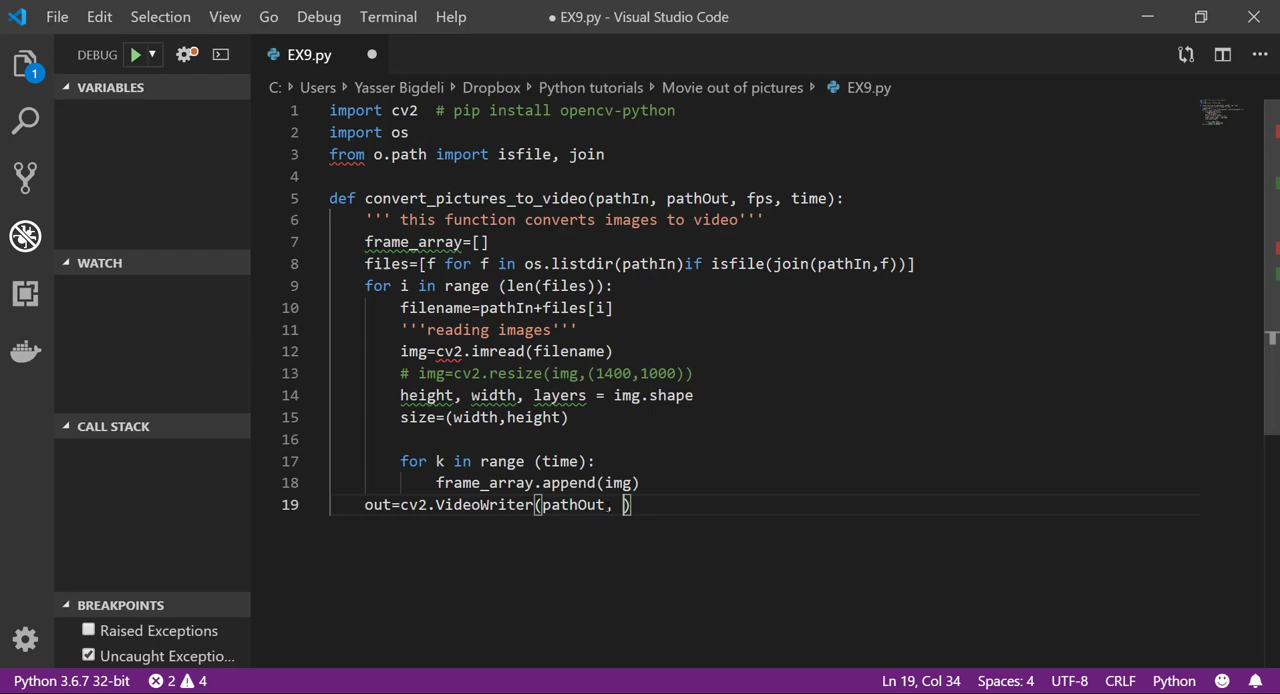 File Edit Selection View Go Debug Terminal Help ● EX9.py - Visual Studio Code
DEBUG EX9.py
C: Users Yasser Bigdeli Dropbox Python tutorials Movie out of pictures EX9.py
1
VARIABLES
WATCH
CALL STACK
BREAKPOINTS
Raised Exceptions
Uncaught Exceptio...
1 import cv2  # pip install opencv-python
2 import os
3 from o.path import isfile, join
4
5 def convert_pictures_to_video(pathIn, pathOut, fps, time):
6     ''' this function converts images to video'''
7     frame_array=[]
8     files=[f for f in os.listdir(pathIn)if isfile(join(pathIn,f))]
9     for i in range (len(files)):
10         filename=pathIn+files[i]
11         '''reading images'''
12         img=cv2.imread(filename)
13         # img=cv2.resize(img,(1400,1000))
14         height, width, layers = img.shape
15         size=(width,height)
16
17         for k in range (time):
18             frame_array.append(img)
19     out=cv2.VideoWriter(pathOut, )
Python 3.6.7 32-bit 2 4 Ln 19, Col 34 Spaces: 4 UTF-8 CRLF Python